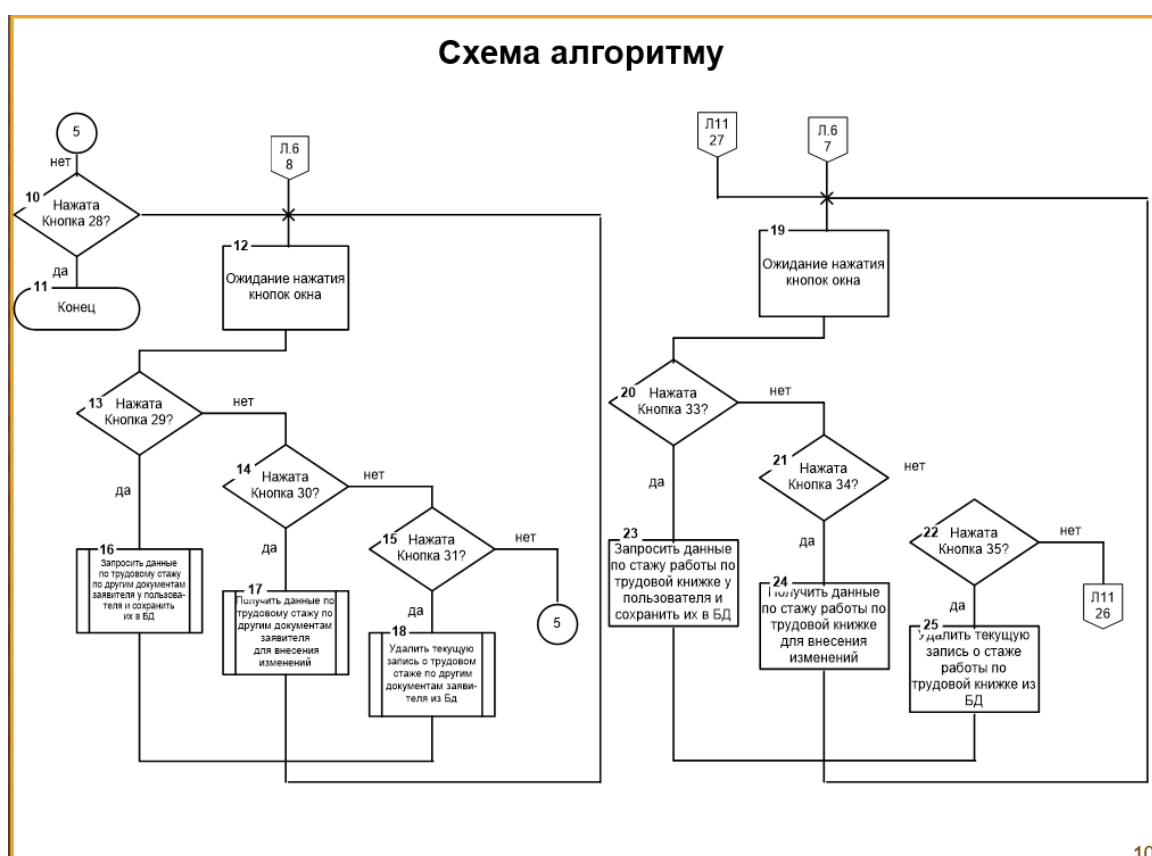 Схема алгоритму
5
нет
10
Нажата
Кнопка 28?
да
11
Конец
Л.6
8
12
Ожидание нажатия
кнопок окна
13
Нажата
Кнопка 29?
нет
да
14
Нажата
Кнопка 30?
нет
да
15
Нажата
Кнопка 31?
нет
да
5
16
Запросить данные
по трудовому стажу
по другим документам
заявителя у пользова-
теля и сохранить
их в БД
17
Получить данные по
трудовому стажу по
другим документам
заявителя
для внесения
изменений
18
Удалить текущую
запись о трудовом
стаже по другим
документам заяви-
теля из Бд
Л11
27
Л.6
7
19
Ожидание нажатия
кнопок окна
20
Нажата
Кнопка 33?
нет
да
21
Нажата
Кнопка 34?
нет
да
22
Нажата
Кнопка 35?
нет
да
Л11
26
23
Запросить данные
по стажу работы по
трудовой книжке у
пользователя и
сохранить их в БД
24
Получить данные
по стажу работы по
трудовой книжке
для внесения
изменений
25
Удалить текущую
запись о стаже
работы по
трудовой книжке из
БД
10